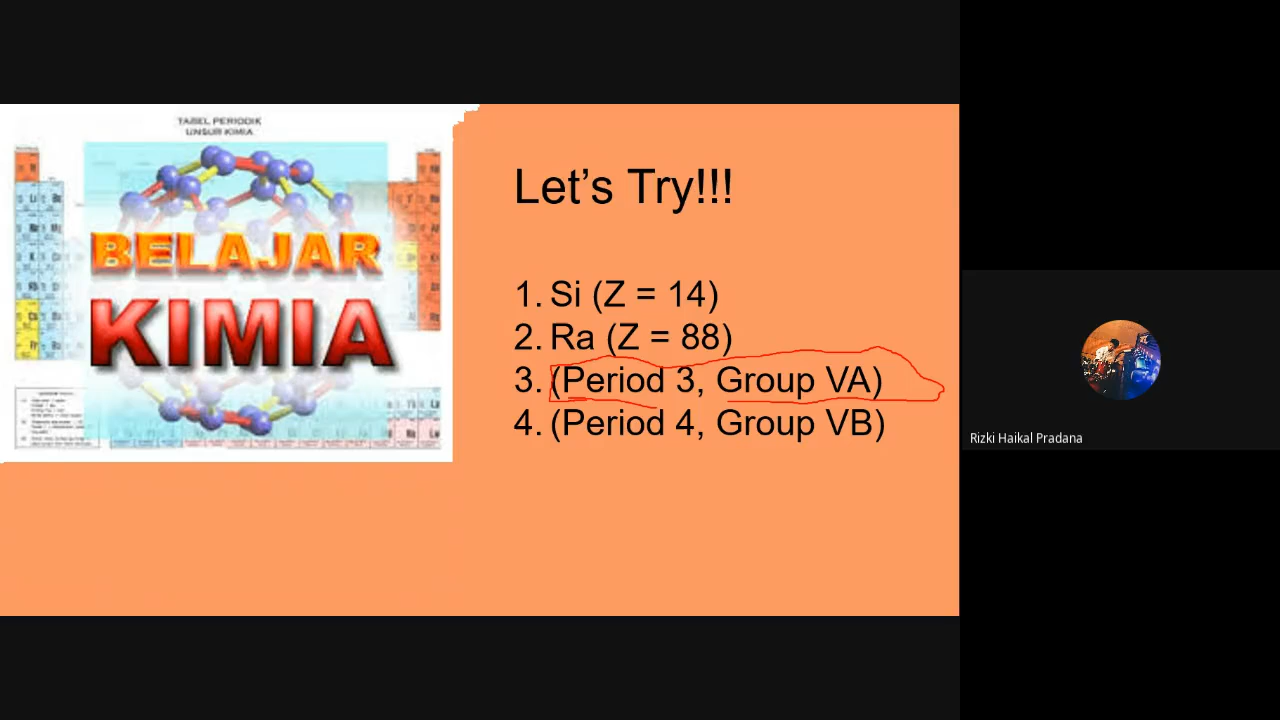 TABEL PERIODIK
UNSUR KIMIA
BELAJAR
KIMIA
Let’s Try!!!
1. Si (Z = 14)
2. Ra (Z = 88)
3. (Period 3, Group VA)
4. (Period 4, Group VB)
Rizki Haikal Pradana